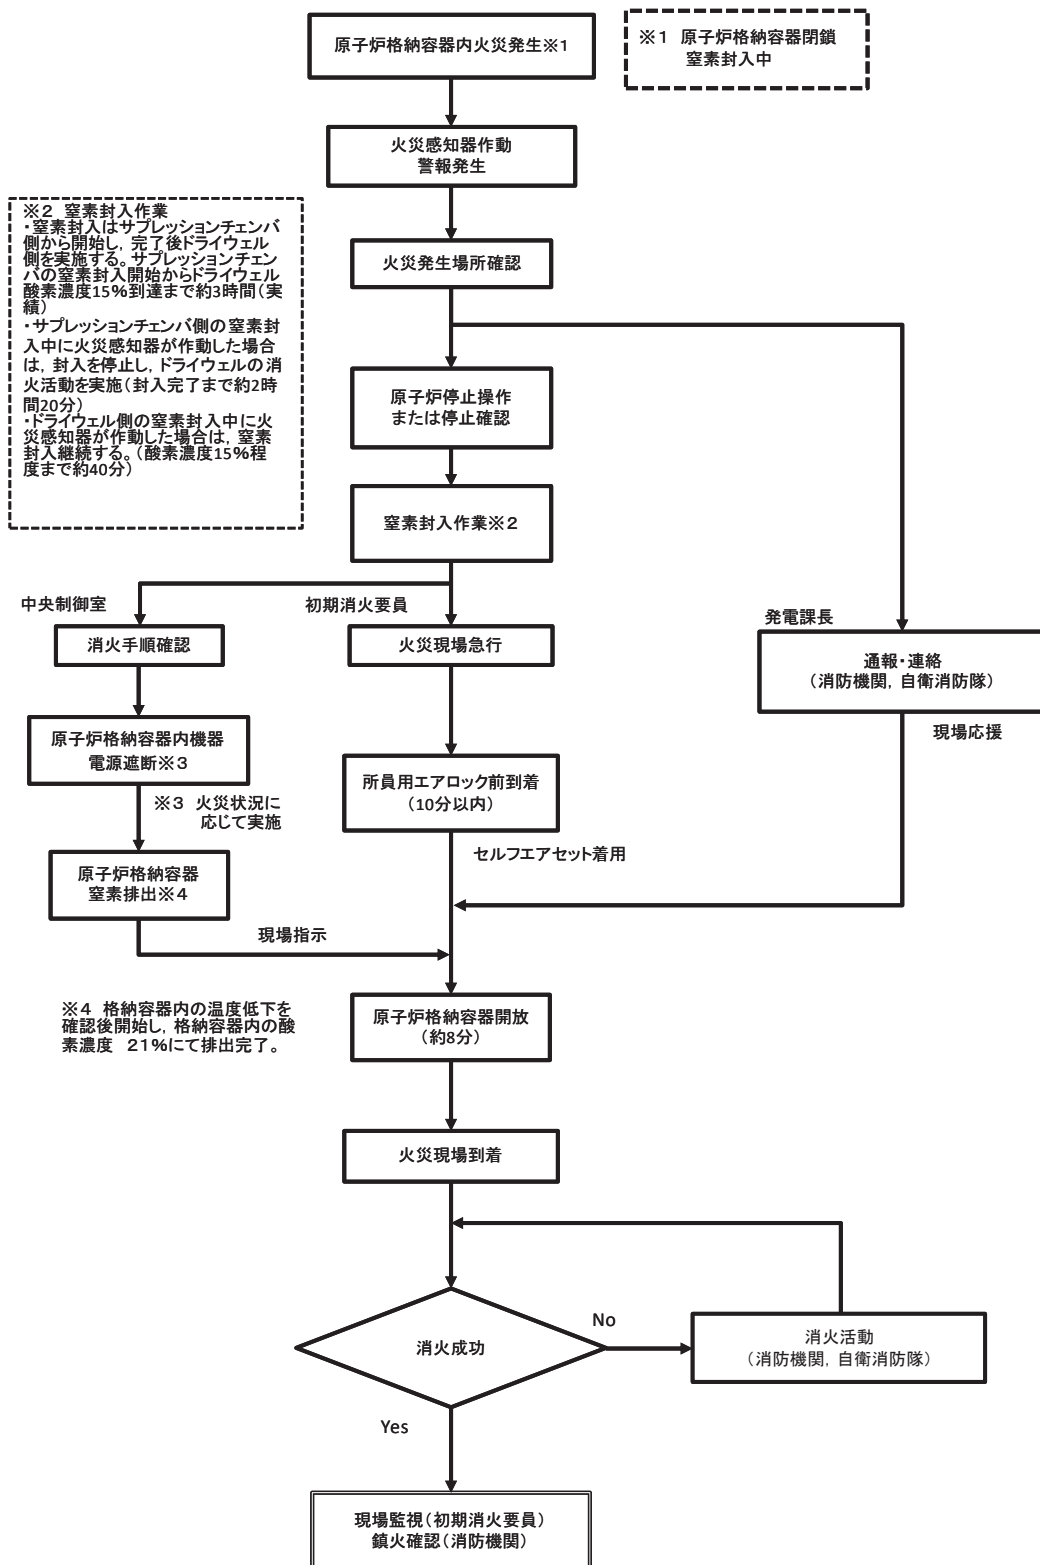 原子炉格納容器内火災発生※1
※1 原子炉格納容器閉鎖
窒素封入中
火災感知器作動
警報発生
※2 窒素封入作業
・窒素封入はサプレッションチェンバ
側から開始し,完了後ドライウェル
側を実施する。サプレッションチェン
バの窒素封入開始からドライウェル
酸素濃度15%到達まで約3時間(実
績)
・サプレッションチェンバ側の窒素封
入中に火災感知器が作動した場合
は,封入を停止し,ドライウェルの消
火活動を実施(封入完了まで約2時
間20分)
・ドライウェル側の窒素封入中に火
災感知器が作動した場合は,窒素
封入継続する。(酸素濃度15%程
度まで約40分)
火災発生場所確認
原子炉停止操作
または停止確認
窒素封入作業※2
中央制御室
初期消火要員
発電課長
消火手順確認
火災現場急行
通報・連絡
(消防機関,自衛消防隊)
現場応援
原子炉格納容器内機器
電源遮断※3
所員用エアロック前到着
(10分以内)
※3 火災状況に
応じて実施
セルフエアセット着用
原子炉格納容器
窒素排出※4
現場指示
※4 格納容器内の温度低下を
確認後開始し,格納容器内の酸
素濃度 21%にて排出完了。
原子炉格納容器開放
(約8分)
火災現場到着
消火成功
No
消火活動
(消防機関,自衛消防隊)
Yes
現場監視(初期消火要員)
鎮火確認(消防機関)